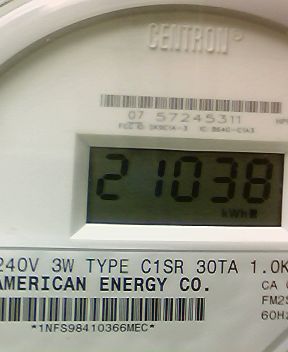 CENTRON®
07 57245311
21038
kWh
240V 3W TYPE C1SR 30TA 1.0K
AMERICAN ENERGY CO. CA
FM2S
*1NFS98410366MEC* 60Hz